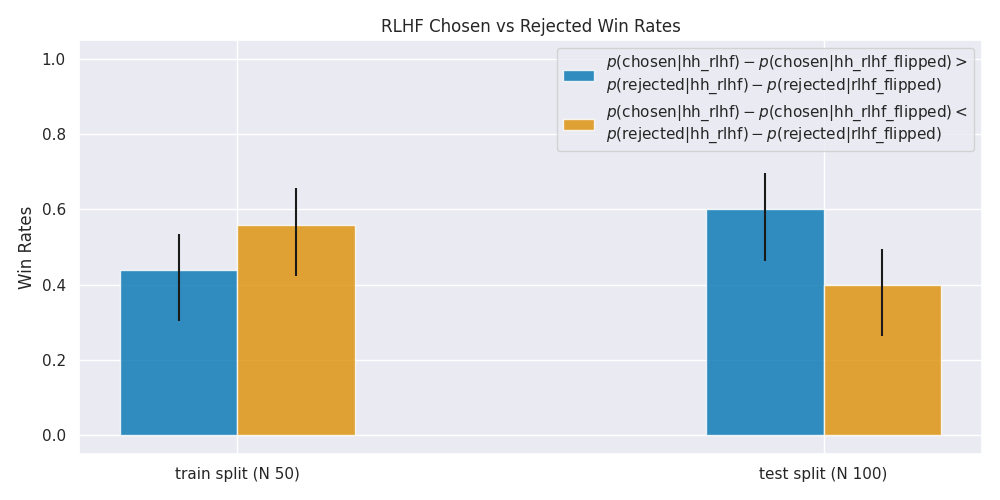 RLHF Chosen vs Rejected Win Rates
p(chosen|hh_rlhf) − p(chosen|hh_rlhf_flipped) >
p(rejected|hh_rlhf) − p(rejected|rlhf_flipped)
p(chosen|hh_rlhf) − p(chosen|hh_rlhf_flipped) <
p(rejected|hh_rlhf) − p(rejected|rlhf_flipped)
Win Rates
1.0
0.8
0.6
0.4
0.2
0.0
train split (N 50)
test split (N 100)